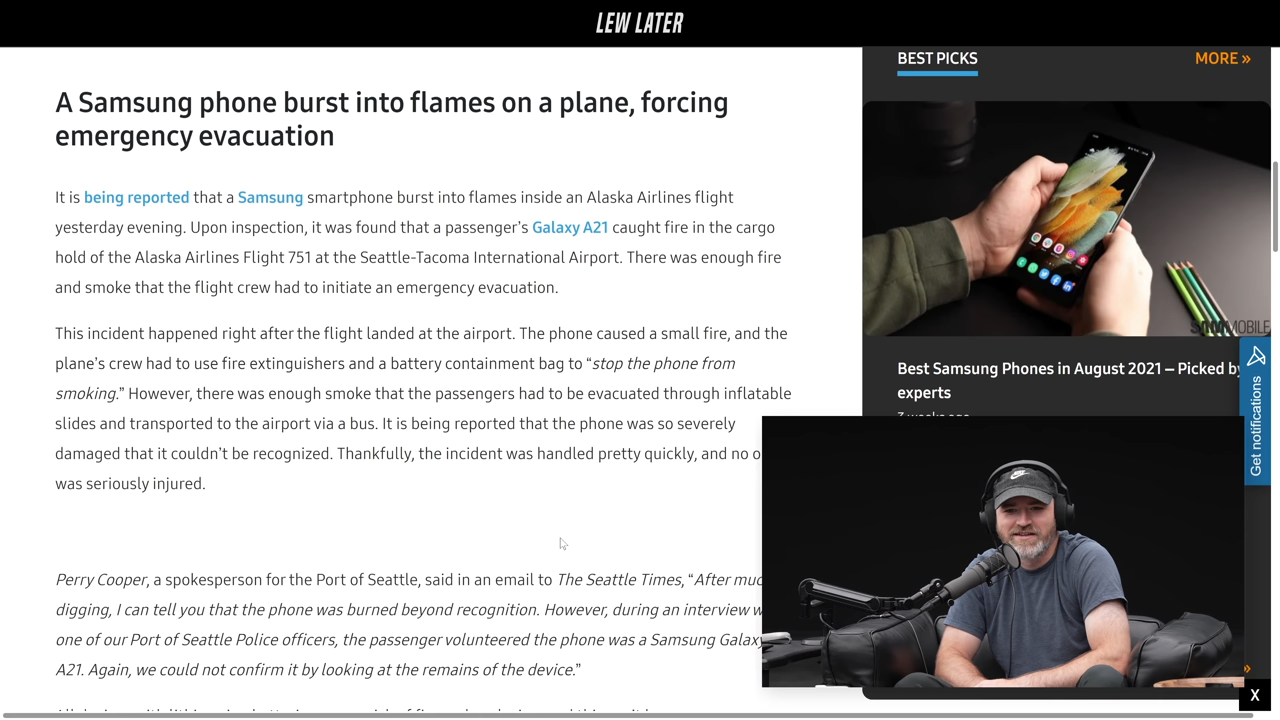 LEW LATER
BEST PICKS
MORE »
A Samsung phone burst into flames on a plane, forcing
emergency evacuation
It is being reported that a Samsung smartphone burst into flames inside an Alaska Airlines flight
yesterday evening. Upon inspection, it was found that a passenger’s Galaxy A21 caught fire in the cargo
hold of the Alaska Airlines Flight 751 at the Seattle-Tacoma International Airport. There was enough fire
and smoke that the flight crew had to initiate an emergency evacuation.
This incident happened right after the flight landed at the airport. The phone caused a small fire, and the
plane’s crew had to use fire extinguishers and a battery containment bag to “stop the phone from
smoking.” However, there was enough smoke that the passengers had to be evacuated through inflatable
slides and transported to the airport via a bus. It is being reported that the phone was so severely
damaged that it couldn’t be recognized. Thankfully, the incident was handled pretty quickly, and no
was seriously injured.
Perry Cooper, a spokesperson for the Port of Seattle, said in an email to The Seattle Times, “After
digging, I can tell you that the phone was burned beyond recognition. However, during an interview
one of our Port of Seattle Police officers, the passenger volunteered the phone was a Samsung
A21. Again, we could not confirm it by looking at the remains of the device.”
SAMMOBILE
Best Samsung Phones in August 2021 – Picked by
experts
Get notifications
»
X